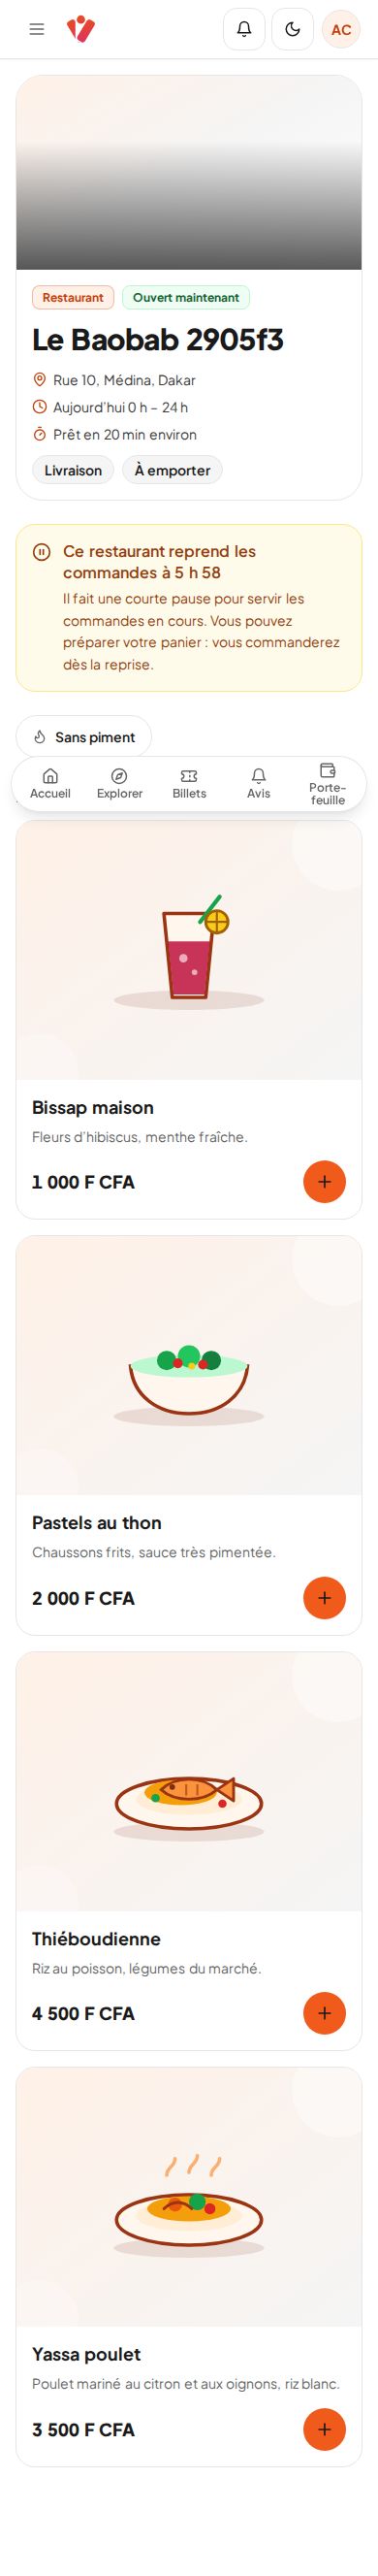 AC
Restaurant
Ouvert maintenant
Le Baobab 2905f3
Rue 10, Médina, Dakar
Aujourd'hui 0 h – 24 h
Prêt en 20 min environ
Livraison
À emporter
Ce restaurant reprend les
commandes à 5 h 58
Il fait une courte pause pour servir les
commandes en cours. Vous pouvez
préparer votre panier : vous commanderez
dès la reprise.
Sans piment
Accueil
Explorer
Billets
Avis
Porte-
feuille
Bissap maison
Fleurs d'hibiscus, menthe fraîche.
1 000 F CFA
Pastels au thon
Chaussons frits, sauce très pimentée.
2 000 F CFA
Thiéboudienne
Riz au poisson, légumes du marché.
4 500 F CFA
Yassa poulet
Poulet mariné au citron et aux oignons, riz blanc.
3 500 F CFA